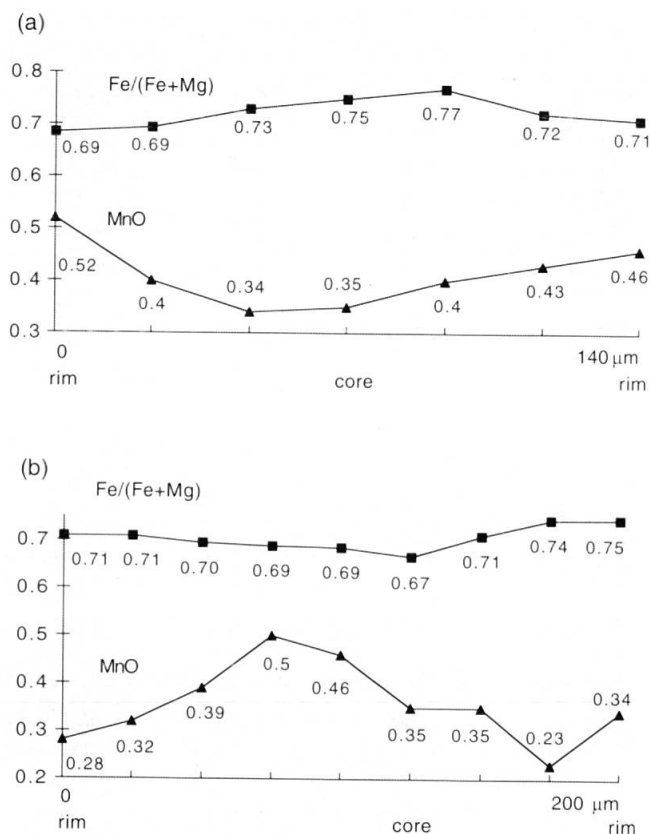 (a)
Fe/(Fe+Mg)
0.8
0.7
0.6
0.5
0.4
0.3
0.69 0.69 0.73 0.75 0.77 0.72 0.71
MnO
0.52 0.4 0.34 0.35 0.4 0.43 0.46
0 140 µm
rim core rim
(b)
Fe/(Fe+Mg)
0.7
0.6
0.5
0.4
0.3
0.2
0.71 0.71 0.70 0.69 0.69 0.67 0.71 0.74 0.75
MnO
0.28 0.32 0.39 0.5 0.46 0.35 0.35 0.23 0.34
0 200 µm
rim core rim